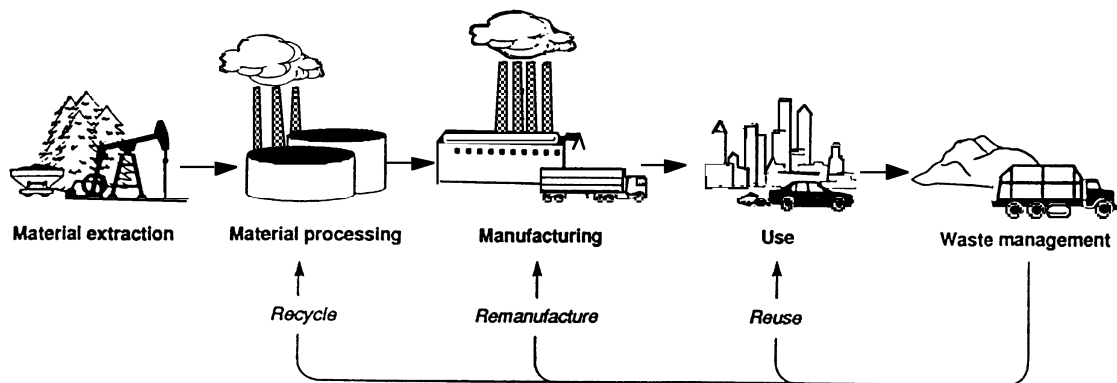 Material extraction
Material processing
Manufacturing
Use
Waste management
Recycle
Remanufacture
Reuse